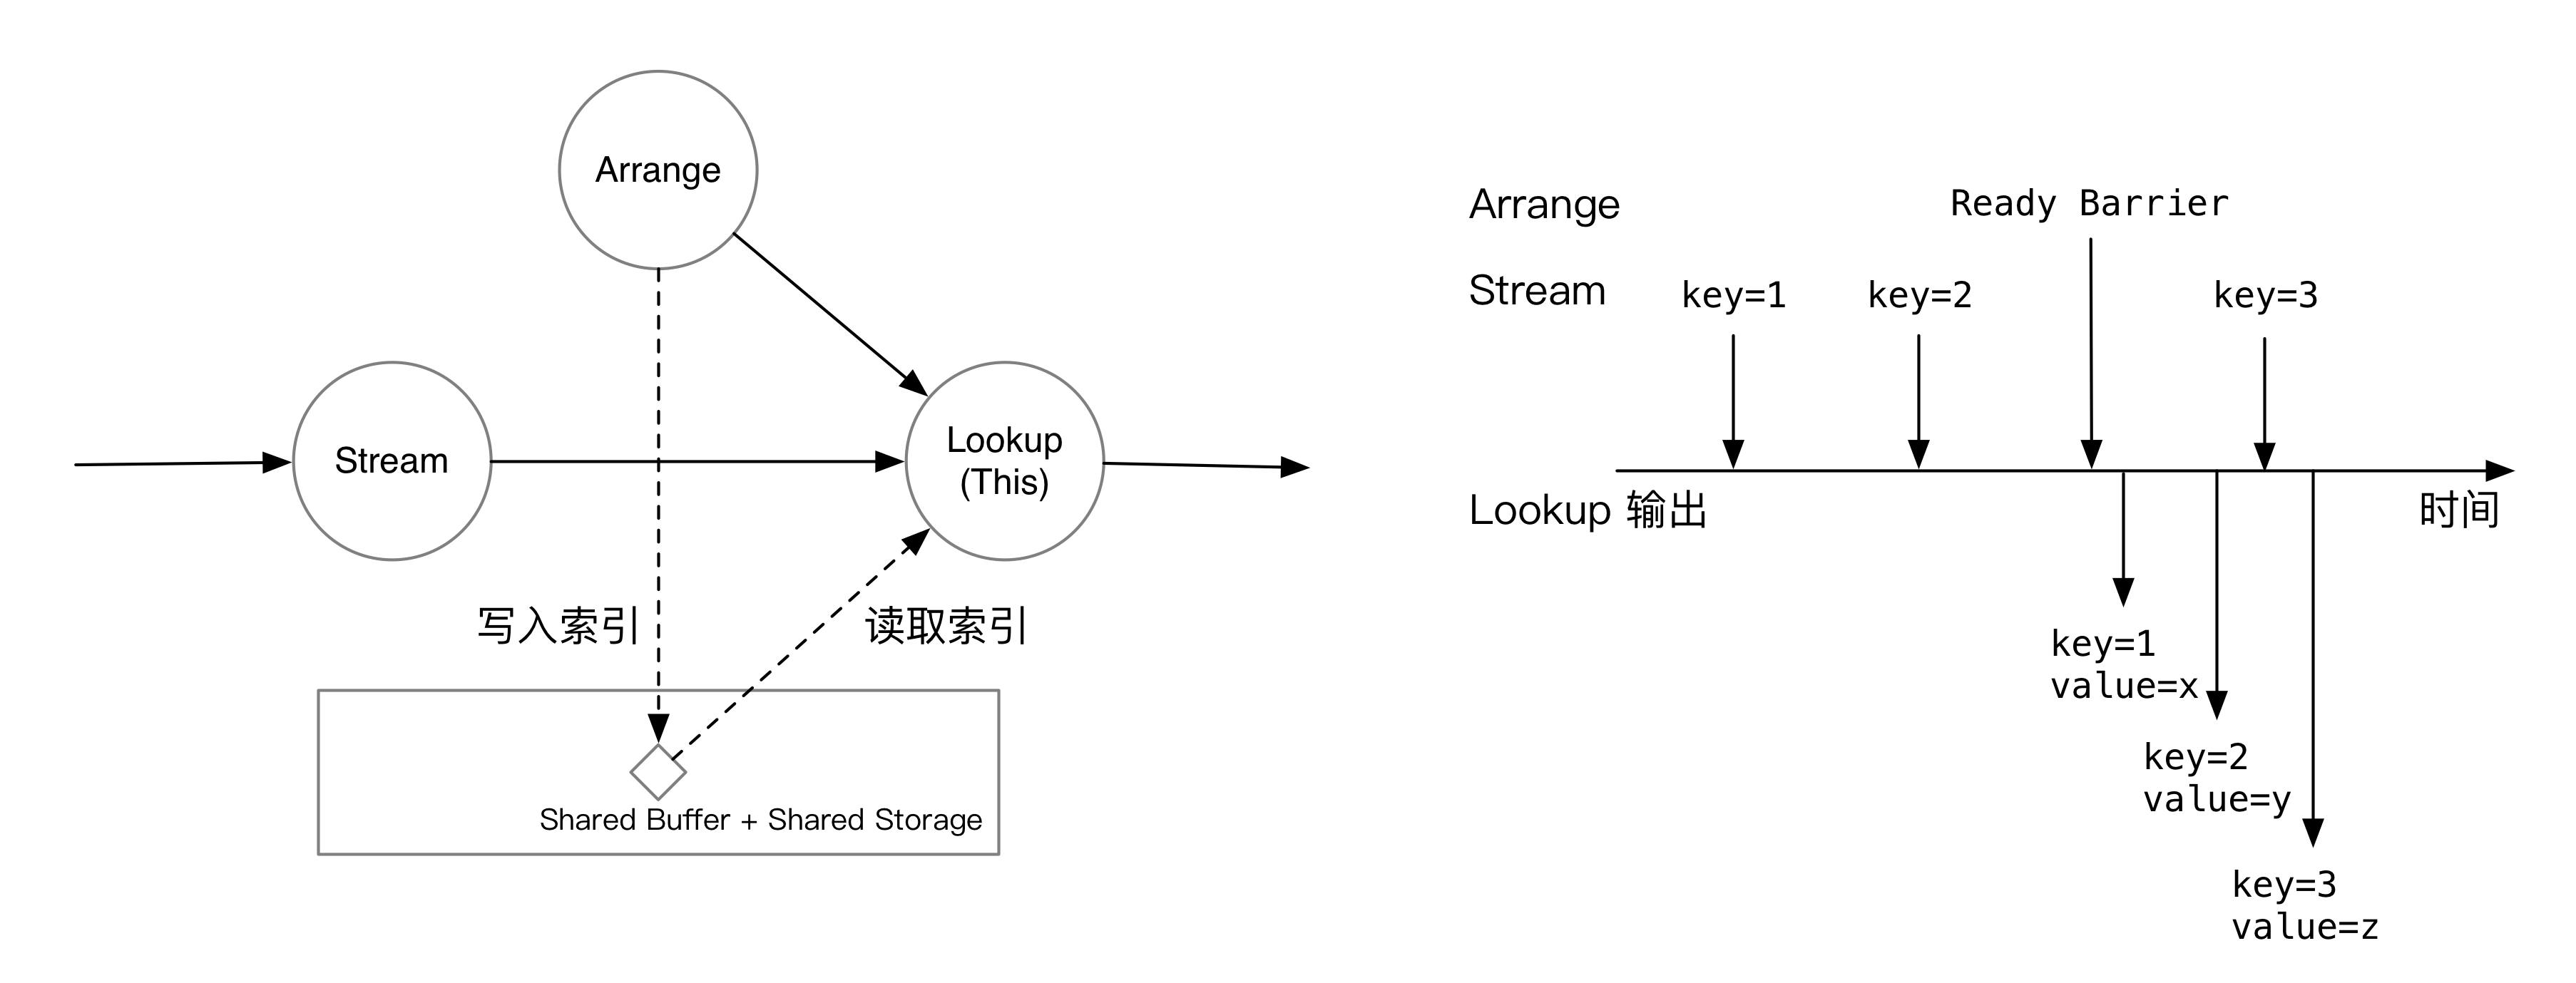 Arrange
Stream
Lookup
(This)
写入索引
读取索引
Shared Buffer + Shared Storage
Arrange
Ready Barrier
Stream
key=1
key=2
key=3
Lookup 输出
时间
key=1
value=x
key=2
value=y
key=3
value=z